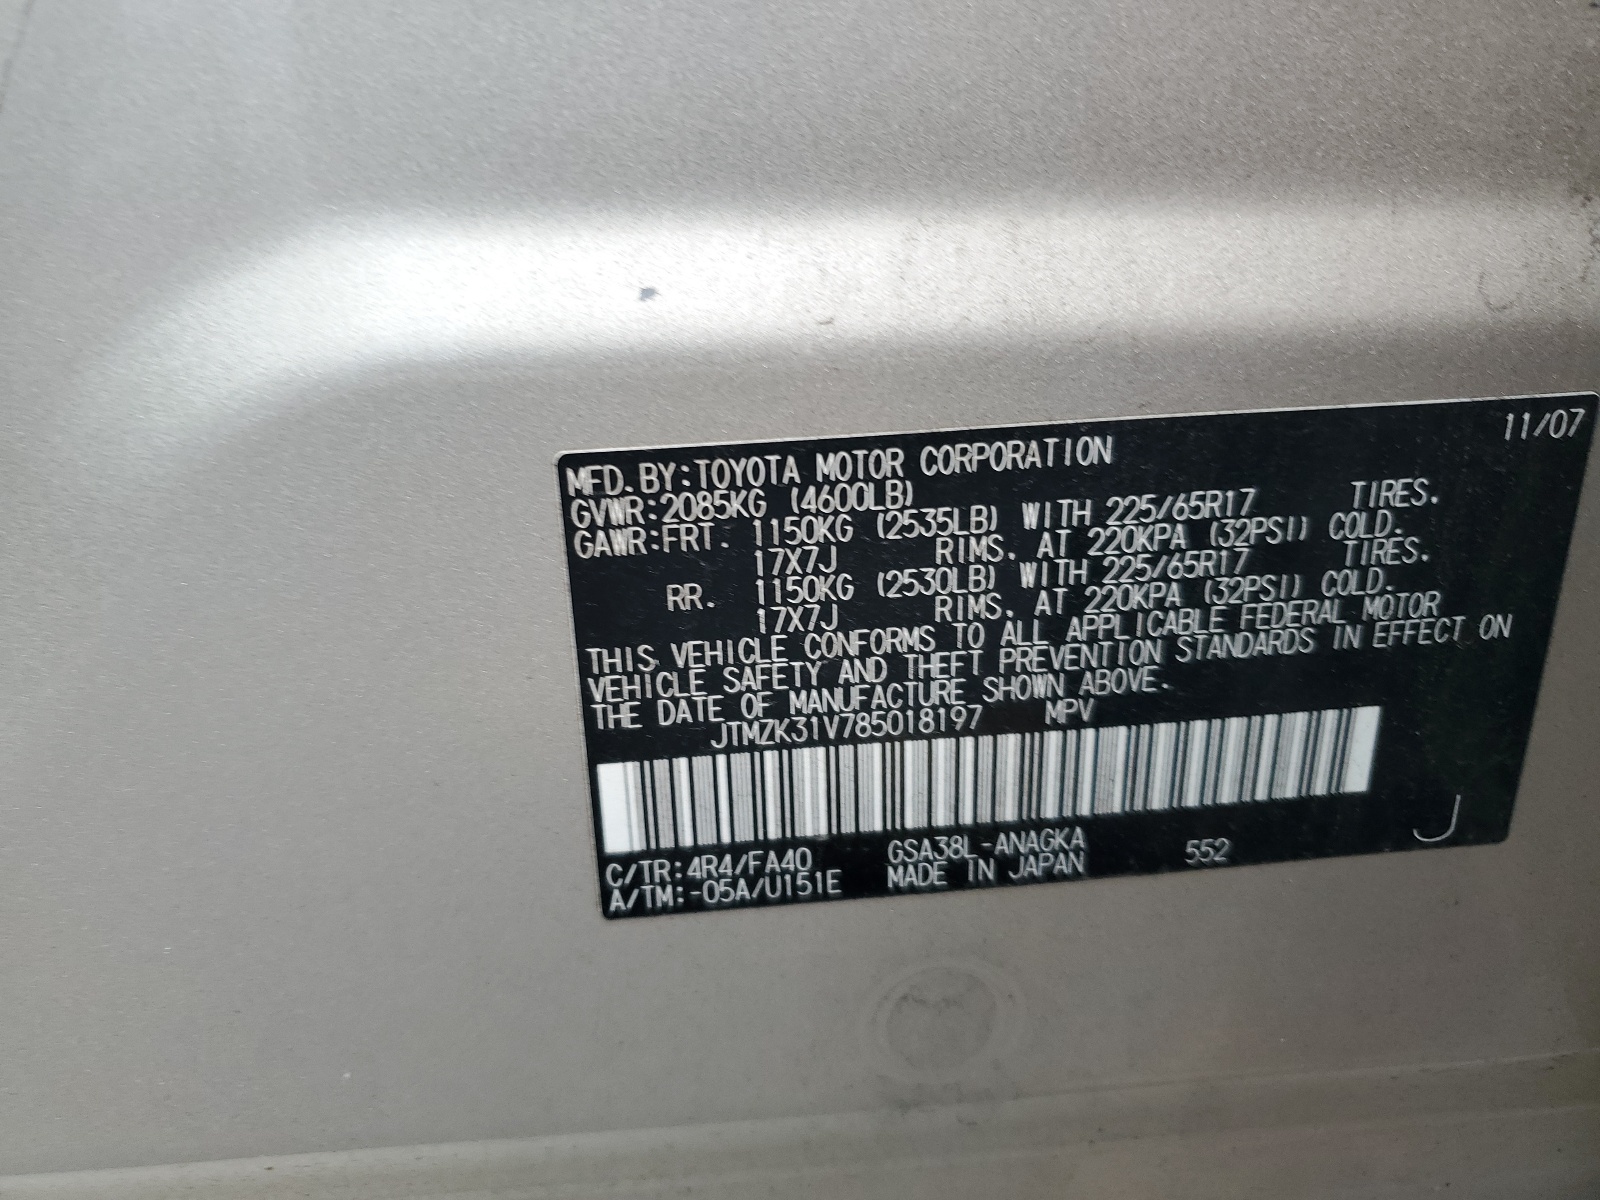 11/07
MFD. BY:TOYOTA MOTOR CORPORATION
GVWR:2085KG (4600LB)
GAWR:FRT. 1150KG (2535LB) WITH 225/65R17 TIRES.
17X7J RIMS. AT 220KPA (32PSI) COLD.
RR. 1150KG (2530LB) WITH 225/65R17 TIRES.
17X7J RIMS. AT 220KPA (32PSI) COLD.
THIS VEHICLE CONFORMS TO ALL APPLICABLE FEDERAL MOTOR
VEHICLE SAFETY AND THEFT PREVENTION STANDARDS IN EFFECT ON
THE DATE OF MANUFACTURE SHOWN ABOVE.
JTMZK31V785018197 MPV
C/TR:4R4/FA40 GSA38L-ANAGKA 552 J
A/TM:-05A/U151E MADE IN JAPAN